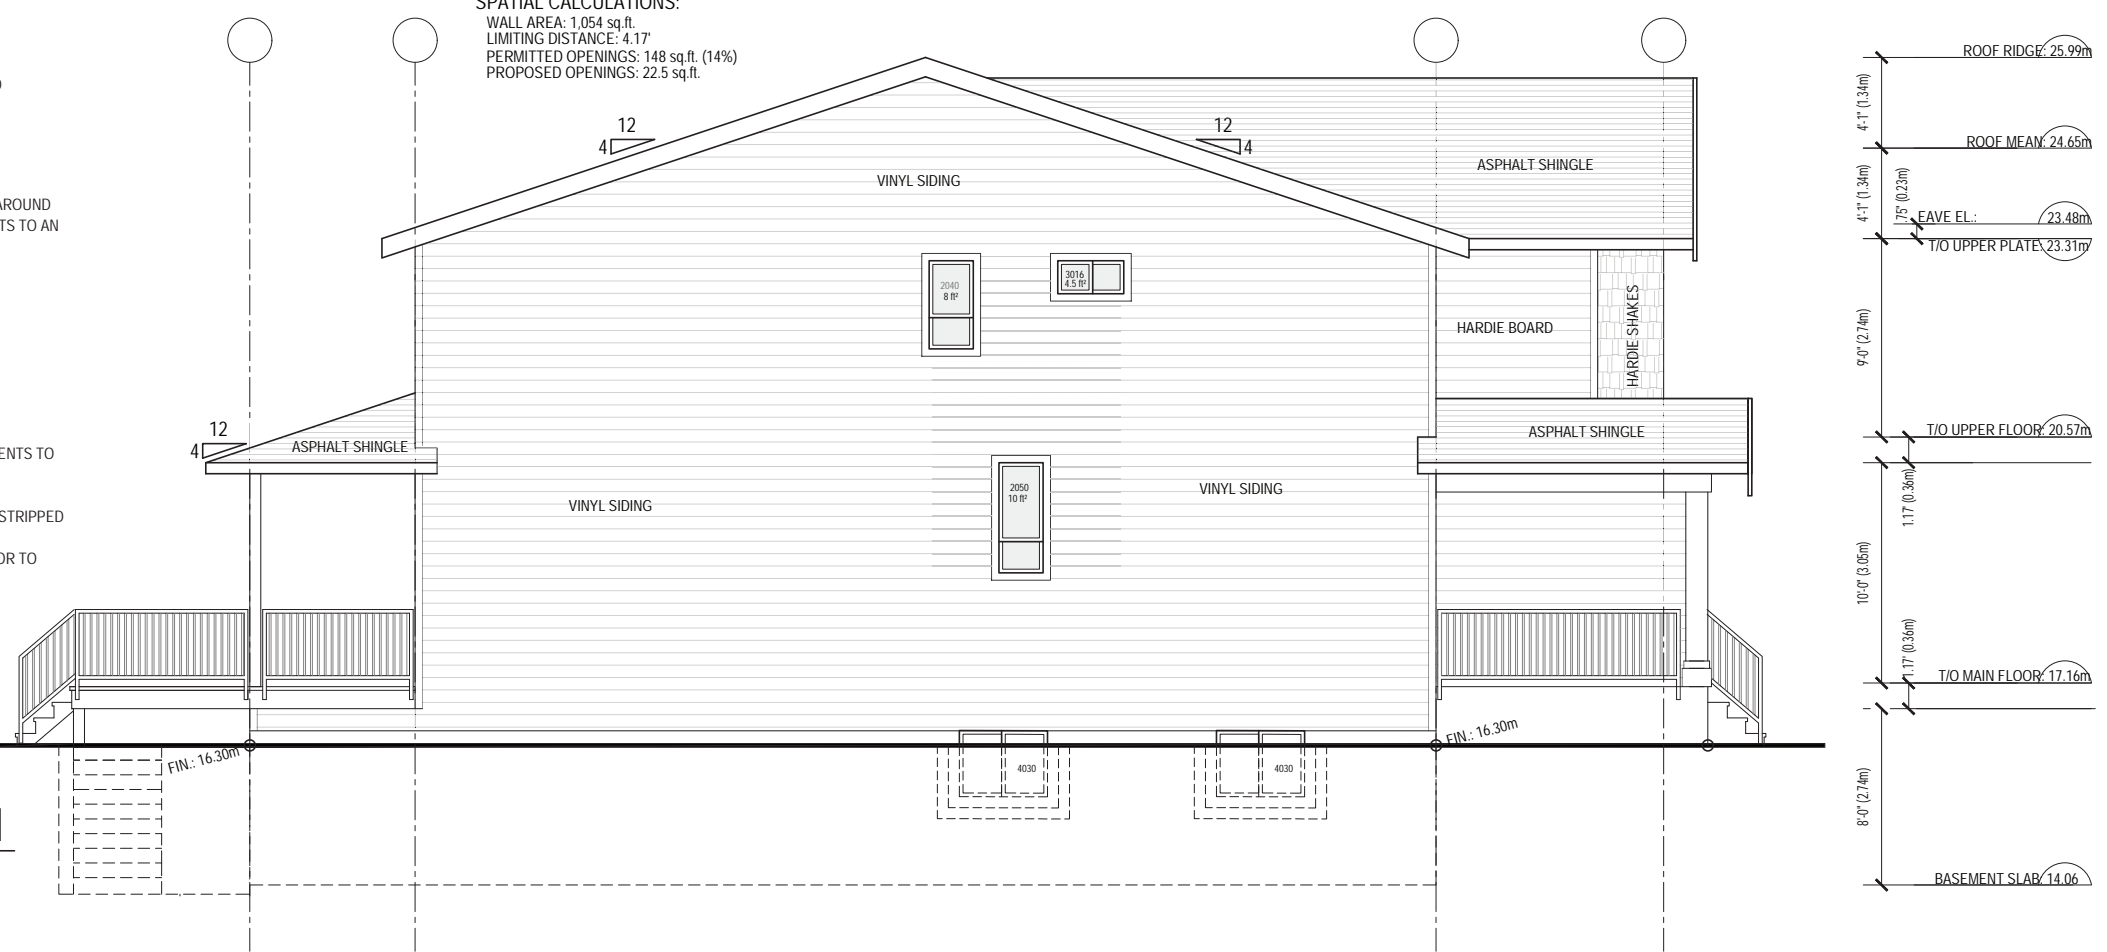 SPATIAL CALCULATIONS:
WALL AREA: 1,054 sq.ft.
LIMITING DISTANCE: 4.17'
PERMITTED OPENINGS: 148 sq.ft. (14%)
PROPOSED OPENINGS: 22.5 sq.ft.
AROUND
TS TO AN
ENTS TO
STRIPPED
OR TO
12
4
12
4
12
4
VINYL SIDING
ASPHALT SHINGLE
2040
8 ft²
3016
4.5 ft²
HARDIE BOARD
HARDIE SHAKES
ASPHALT SHINGLE
ASPHALT SHINGLE
2050
10 ft²
VINYL SIDING
VINYL SIDING
FIN.: 16.30m
FIN.: 16.30m
4030
4030
ROOF RIDGE: 25.99m
4'-1" (1.34m)
ROOF MEAN: 24.65m
4'-1" (1.34m)
.75" (0.23m)
EAVE EL.: 23.48m
T/O UPPER PLATE: 23.31m
9'-0" (2.74m)
T/O UPPER FLOOR: 20.57m
1.17' (0.36m)
10'-0" (3.05m)
1.17' (0.36m)
T/O MAIN FLOOR: 17.16m
8'-0" (2.74m)
BASEMENT SLAB: 14.06